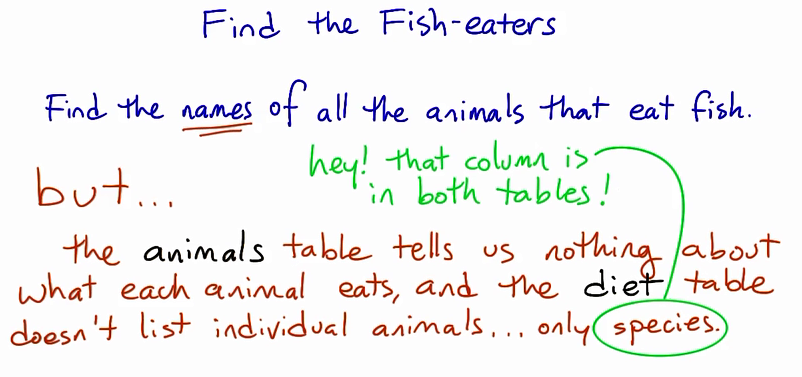 Find the Fish-eaters
Find the names of all the animals that eat fish.
hey! that column is
in both tables!
but...
the animals table tells us nothing about
what each animal eats, and the diet table
doesn't list individual animals... only species.